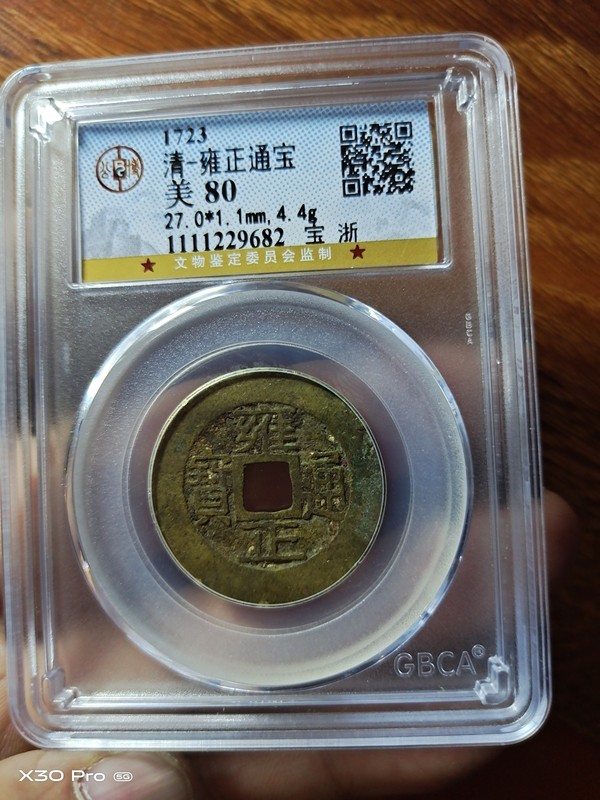 1723
清-雍正通宝
美 80
27.0*1.1mm,4.4g
1111229682 宝 浙
★ 文物鉴定委员会监制 ★
GBCA
雍正通寶
GBCA®
X30 Pro 5G